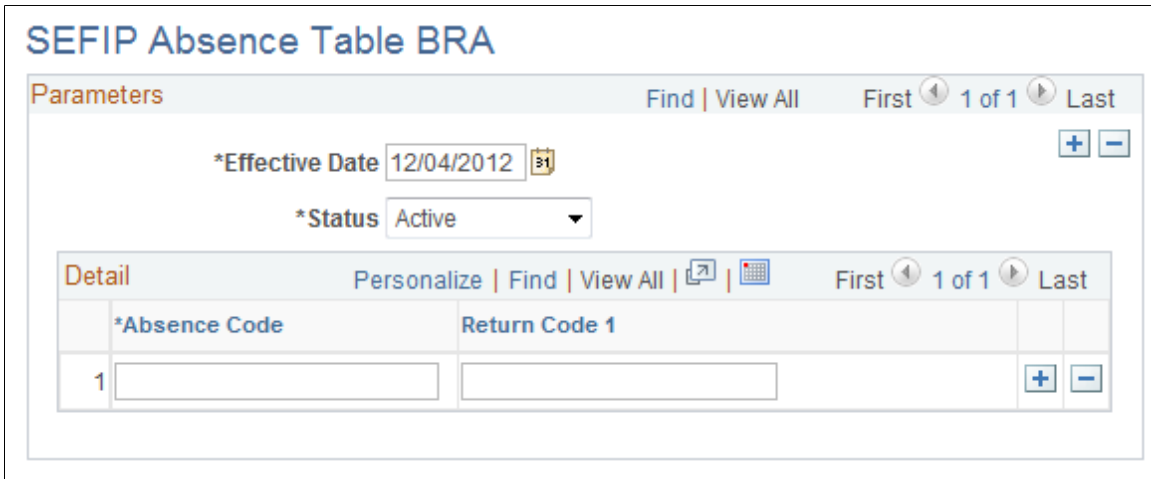 SEFIP Absence Table BRA
Parameters Find | View All First 1 of 1 Last
*Effective Date 12/04/2012 31
*Status Active
Detail Personalize | Find | View All | | First 1 of 1 Last
*Absence Code Return Code 1
1